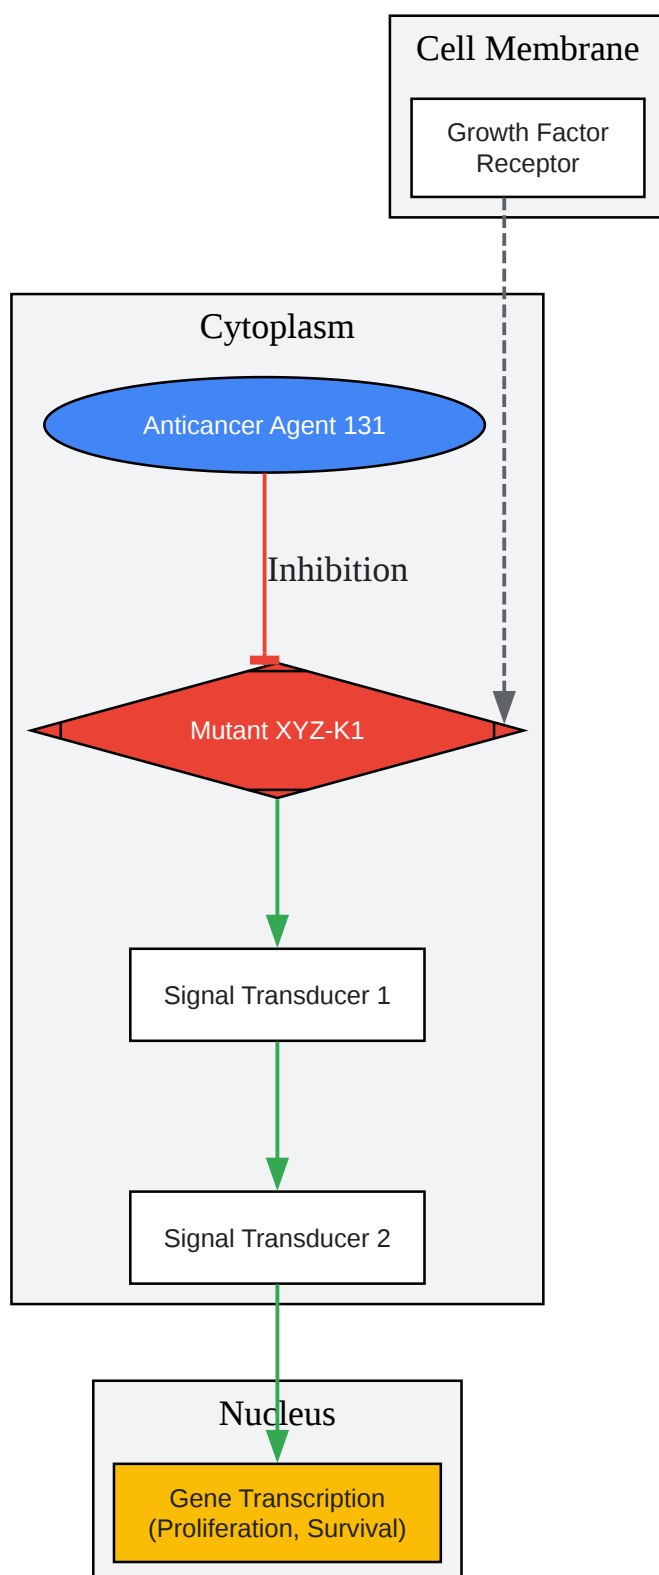 Cell Membrane
Growth Factor
Receptor
Cytoplasm
Anticancer Agent 131
Inhibition
Mutant XYZ-K1
Signal Transducer 1
Signal Transducer 2
Nucleus
Gene Transcription
(Proliferation, Survival)